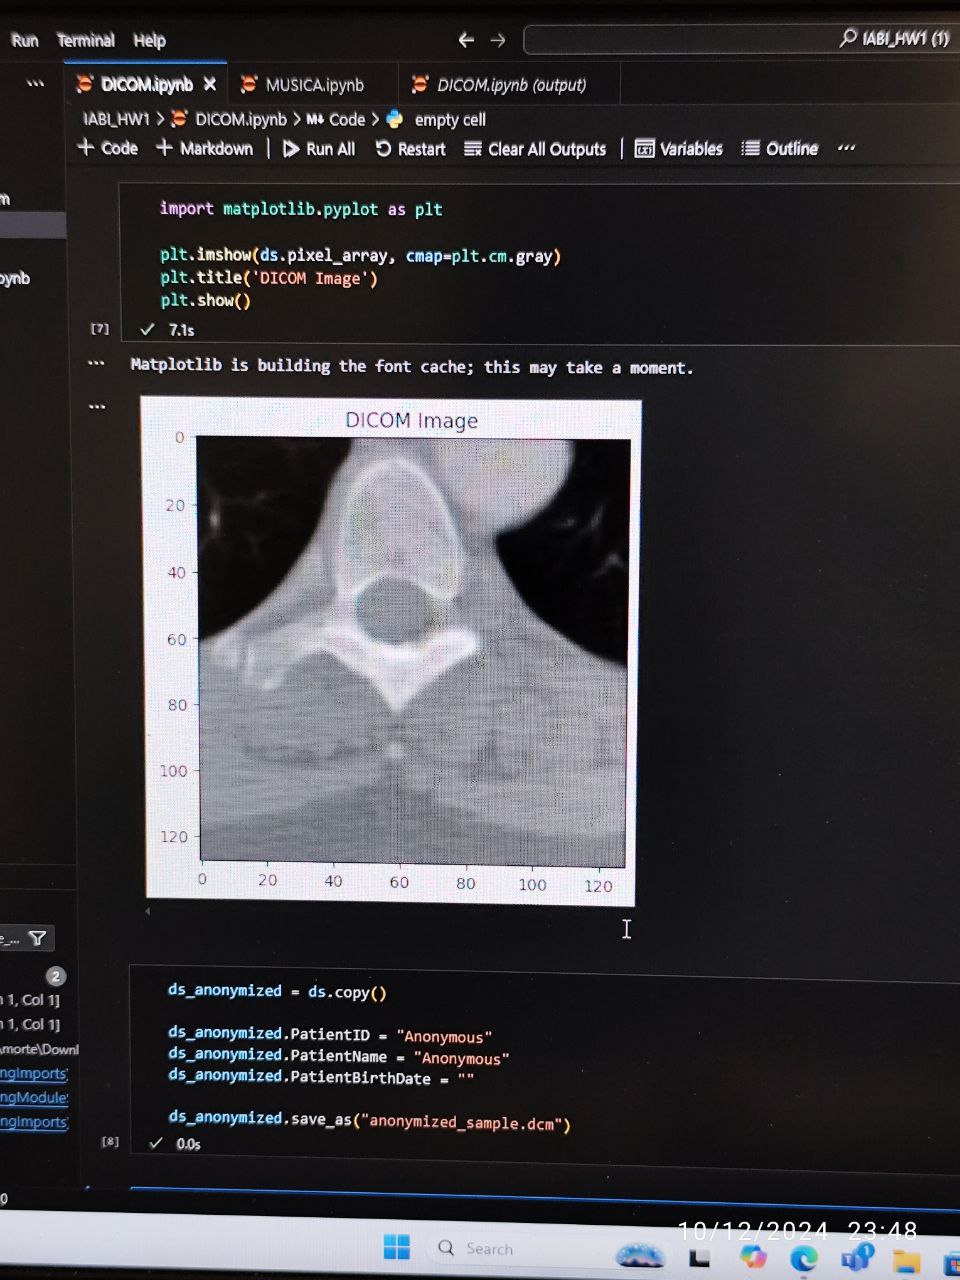 Run Terminal Help
IABI_HW1 (1)
DICOM.ipynb
MUSICA.ipynb
DICOM.ipynb (output)
IABI_HW1 > DICOM.ipynb > M↓ Code > empty cell
+ Code + Markdown | Run All Restart Clear All Outputs | Variables Outline ...
import matplotlib.pyplot as plt
plt.imshow(ds.pixel_array, cmap=plt.cm.gray)
plt.title('DICOM Image')
plt.show()
[7] ✓ 7.1s
Matplotlib is building the font cache; this may take a moment.
DICOM Image
0
20
40
60
80
100
120
0 20 40 60 80 100 120
2
1, Col 1]
1, Col 1]
\morte\Downl
ngImports
ngModule
ngImports
ds_anonymized = ds.copy()
ds_anonymized.PatientID = "Anonymous"
ds_anonymized.PatientName = "Anonymous"
ds_anonymized.PatientBirthDate = ""
ds_anonymized.save_as("anonymized_sample.dcm")
[8] ✓ 0.0s
0
10/12/2024 23:48
Search